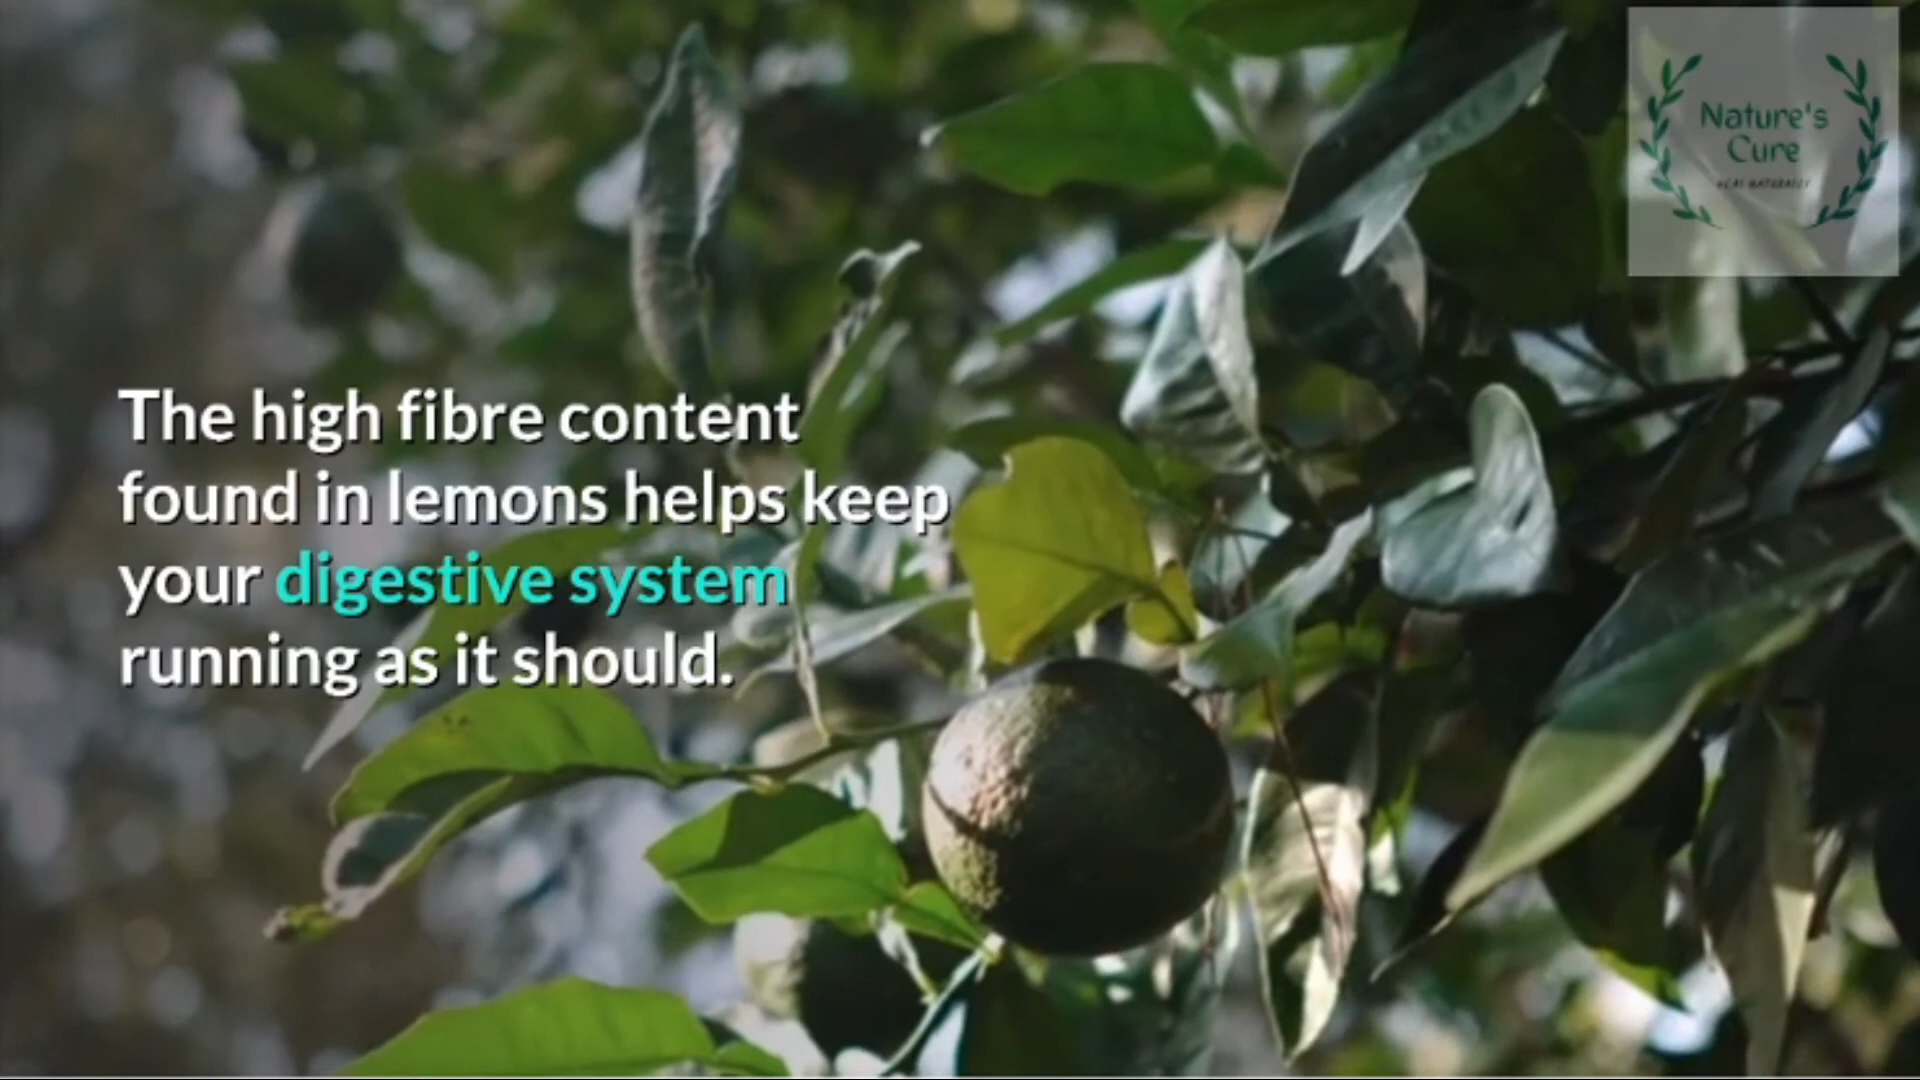 Nature's
Cure
The high fibre content
found in lemons helps keep
your digestive system
running as it should.